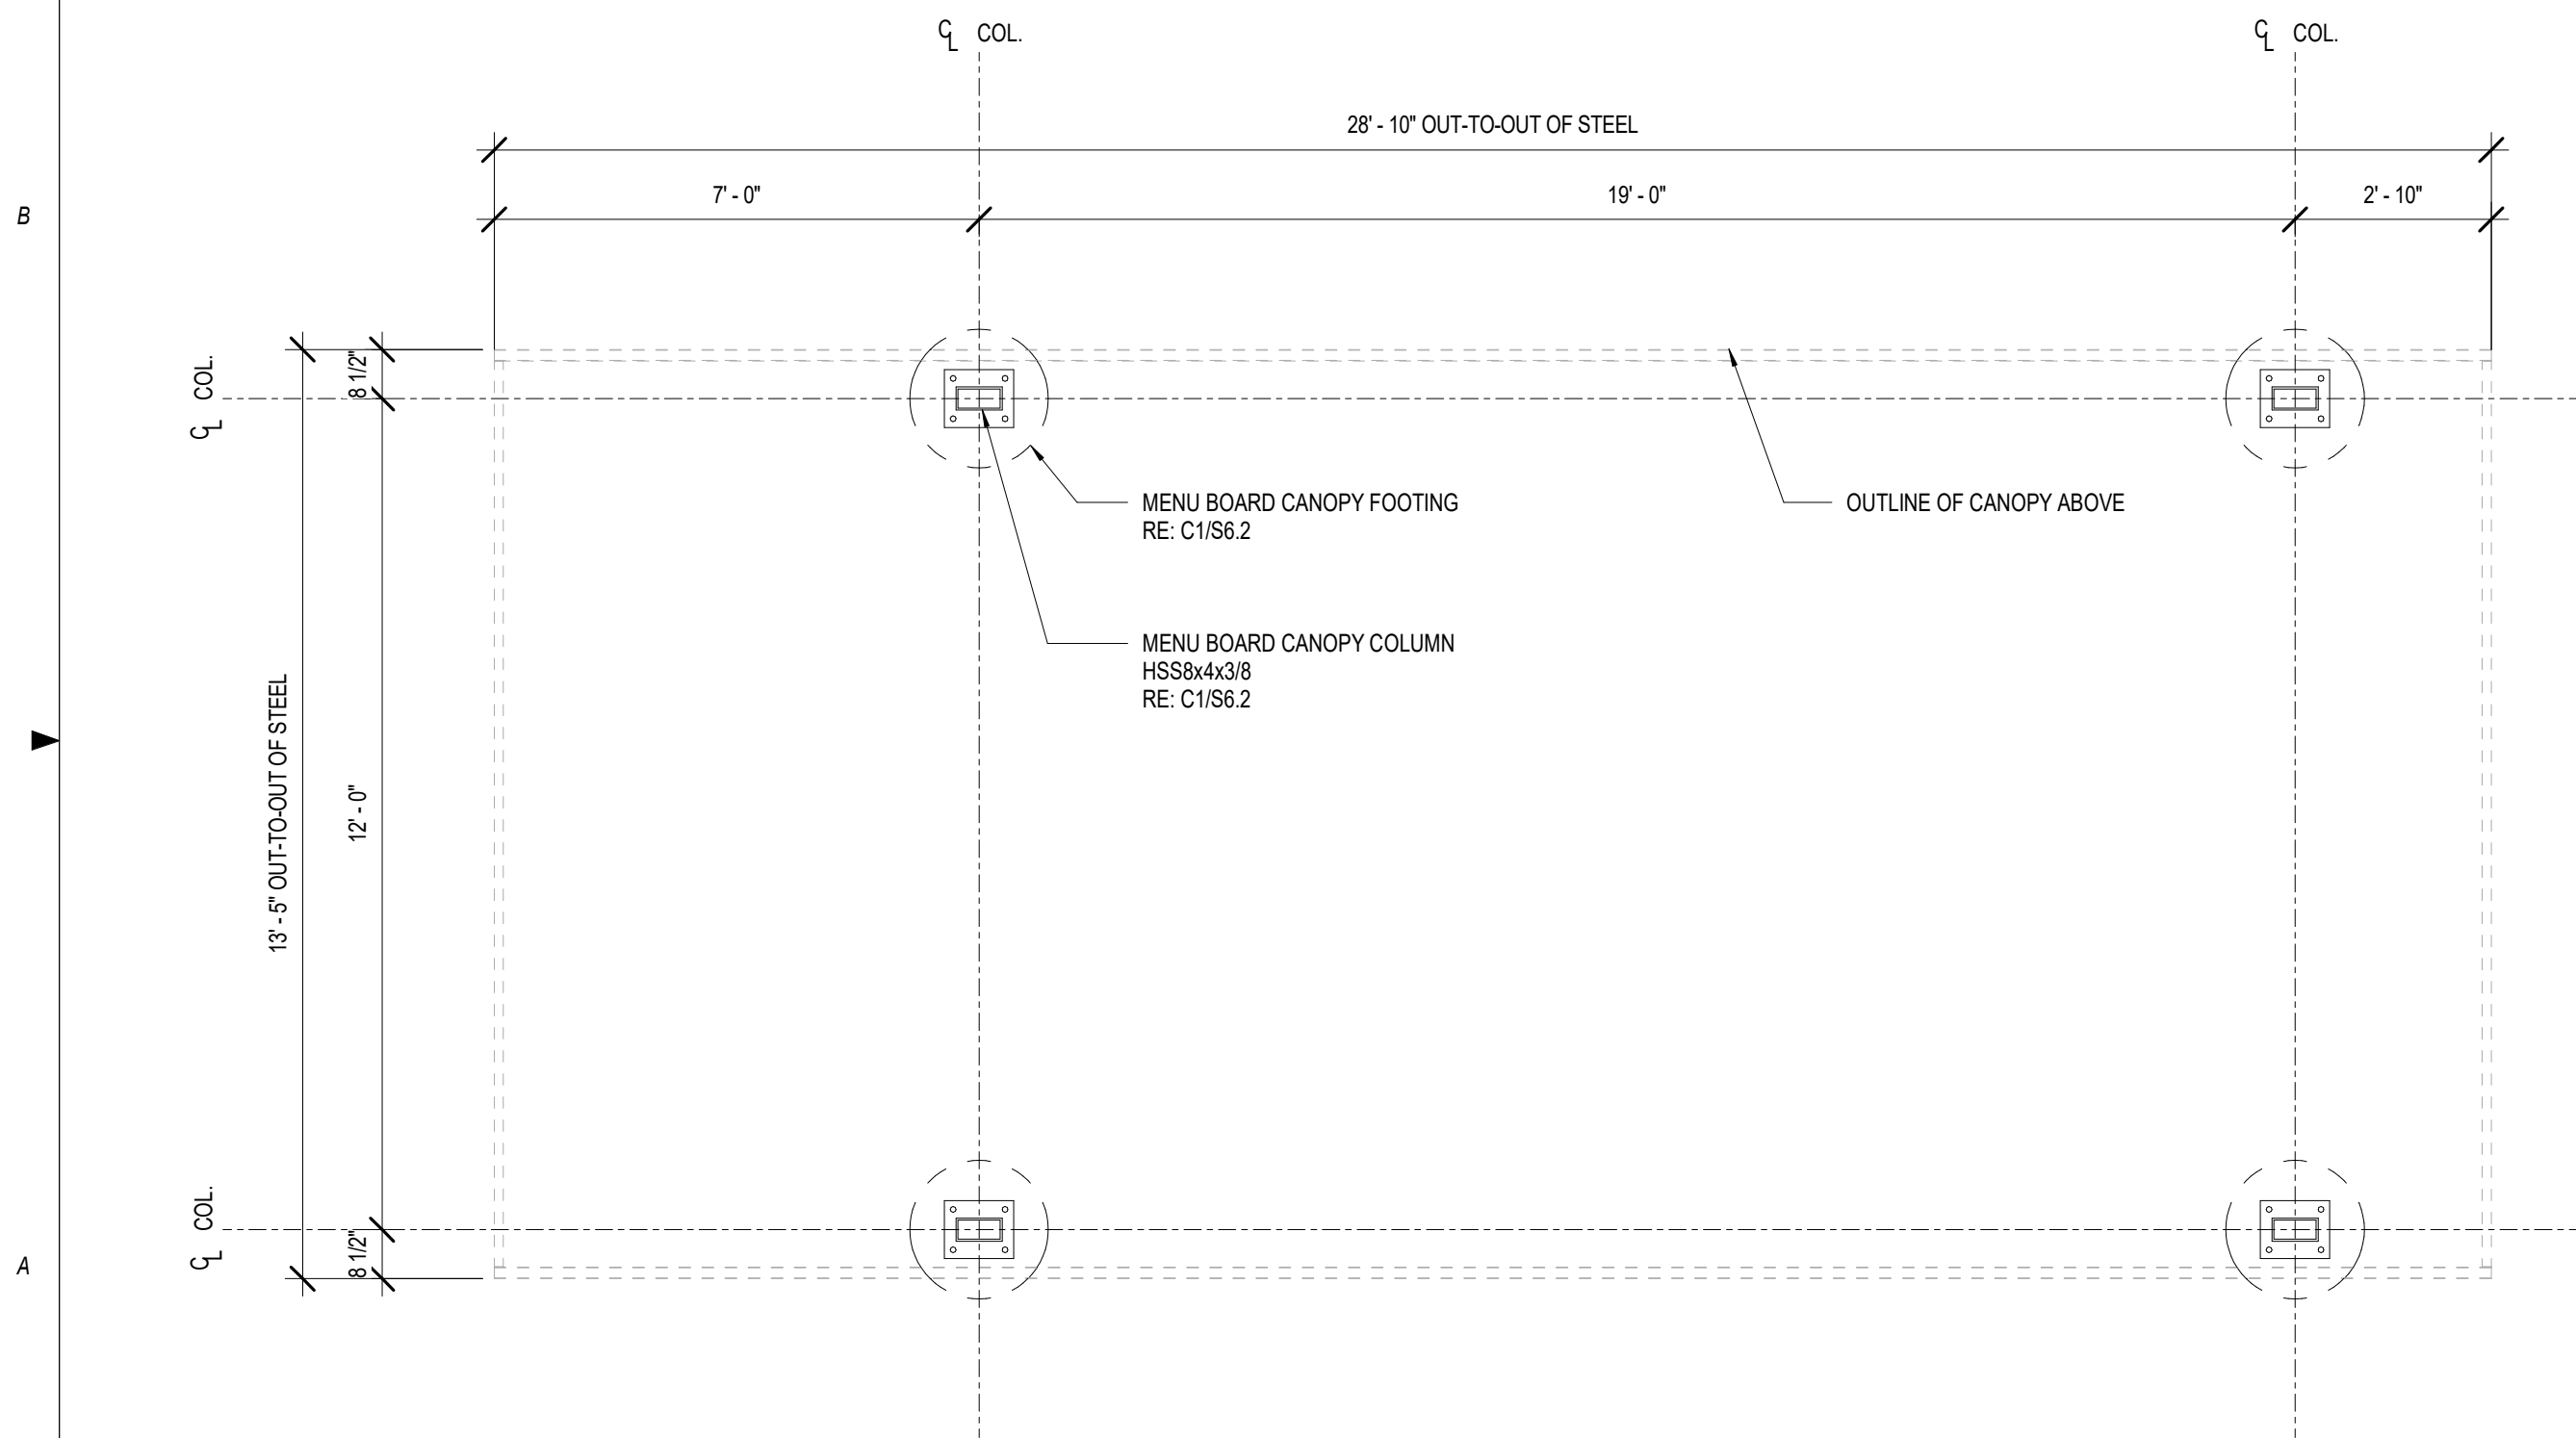 ℄ COL.
℄ COL.
28' - 10" OUT-TO-OUT OF STEEL
7' - 0"
19' - 0"
2' - 10"
B
℄ COL.
8 1/2"
MENU BOARD CANOPY FOOTING
RE: C1/S6.2
OUTLINE OF CANOPY ABOVE
MENU BOARD CANOPY COLUMN
HSS8x4x3/8
RE: C1/S6.2
13' - 5" OUT-TO-OUT OF STEEL
12' - 0"
℄ COL.
8 1/2"
A